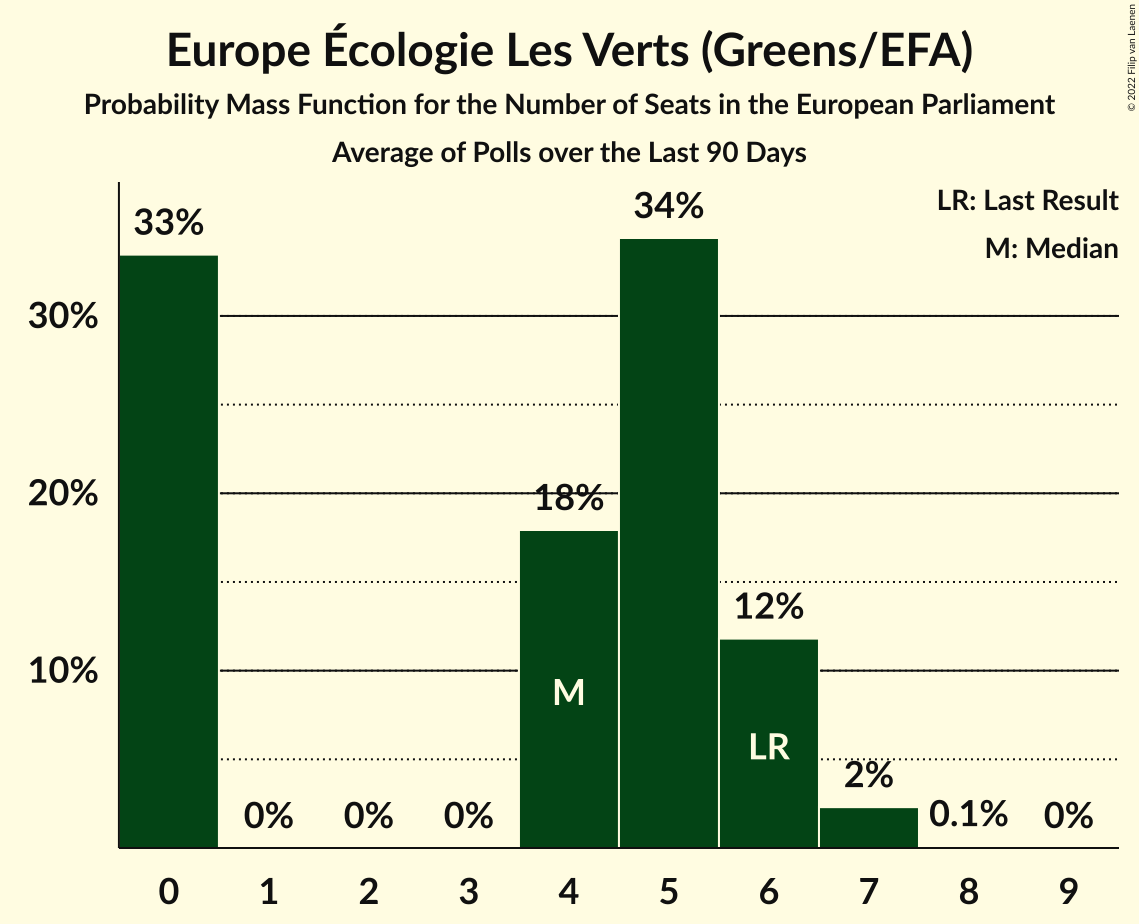 Europe Écologie Les Verts (Greens/EFA)
Probability Mass Function for the Number of Seats in the European Parliament
Average of Polls over the Last 90 Days
© 2022 Filip van Laenen
LR: Last Result
M: Median
33%
0%
0%
0%
18%
34%
12%
2%
0.1%
0%
30%
20%
10%
M
LR
0 1 2 3 4 5 6 7 8 9